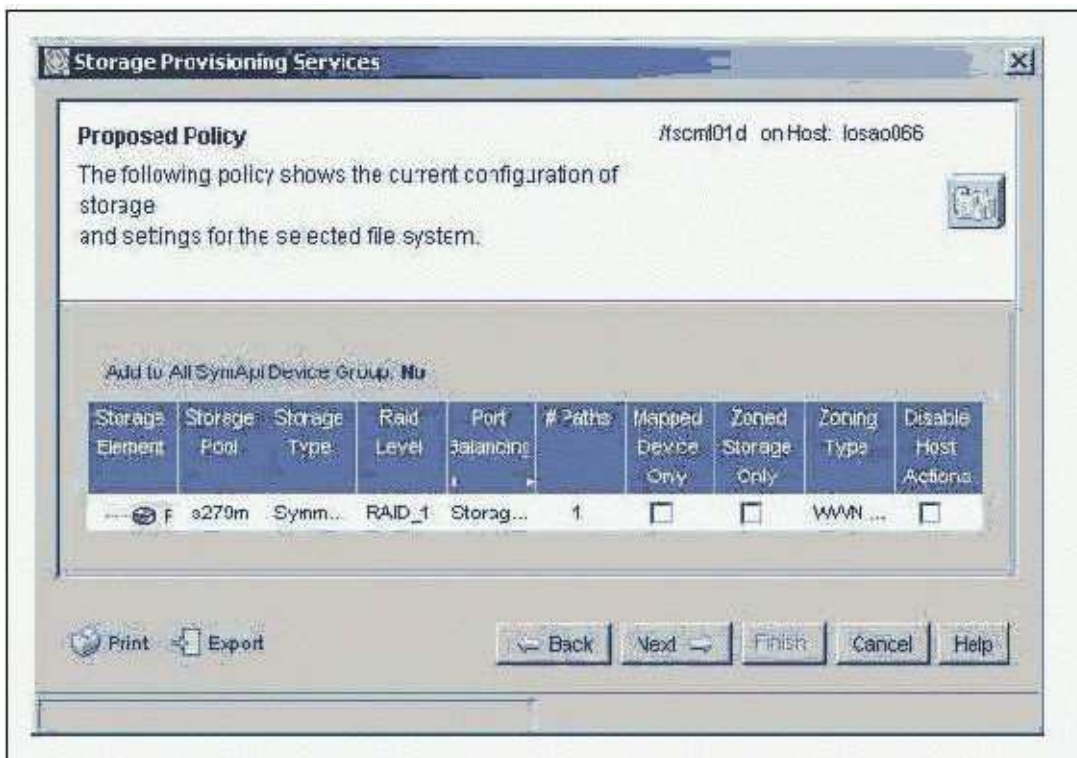 Storage Provisioning Services
Proposed Policy
/fscml01d on Host: losao066
The following policy shows the current configuration of
storage
and settings for the selected file system.
Add to All SymApi Device Group: No
Storage Element
Storage Pool
Storage Type
Raid Level
Port Balancing
# Paths
Mapped Device Only
Zoned Storage Only
Zoning Type
Disable Host Actions
F s279m Symm... RAID_1 Storag... 1 WWN ...
Print Export Back Next Finish Cancel Help